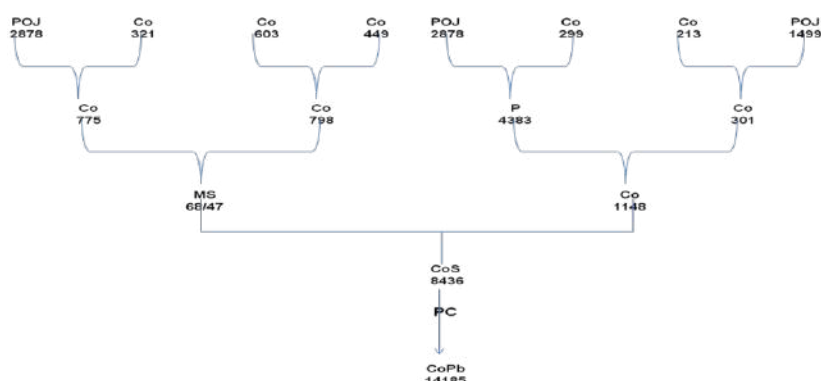 POJ Co Co Co POJ Co Co POJ
2878 321 603 449 2878 299 213 1499
Co Co P Co
775 798 4383 301
MS Co
68/47 1148
CoS
8436
PC
CoPb
14185